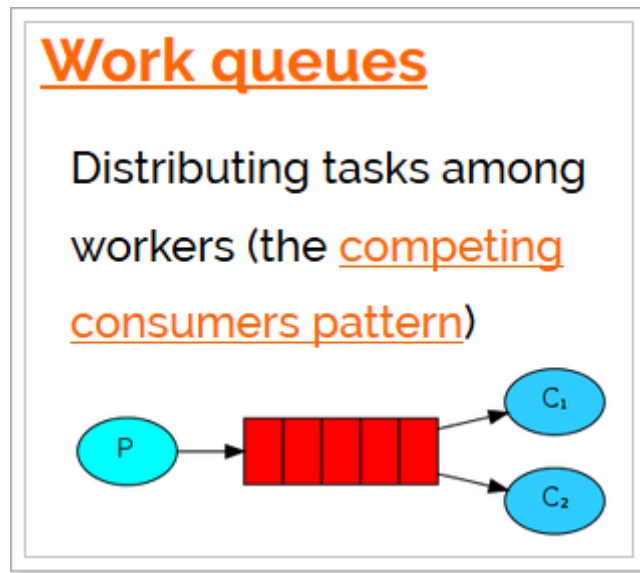 Work queues
Distributing tasks among
workers (the competing
consumers pattern)
C₁
P
C₂